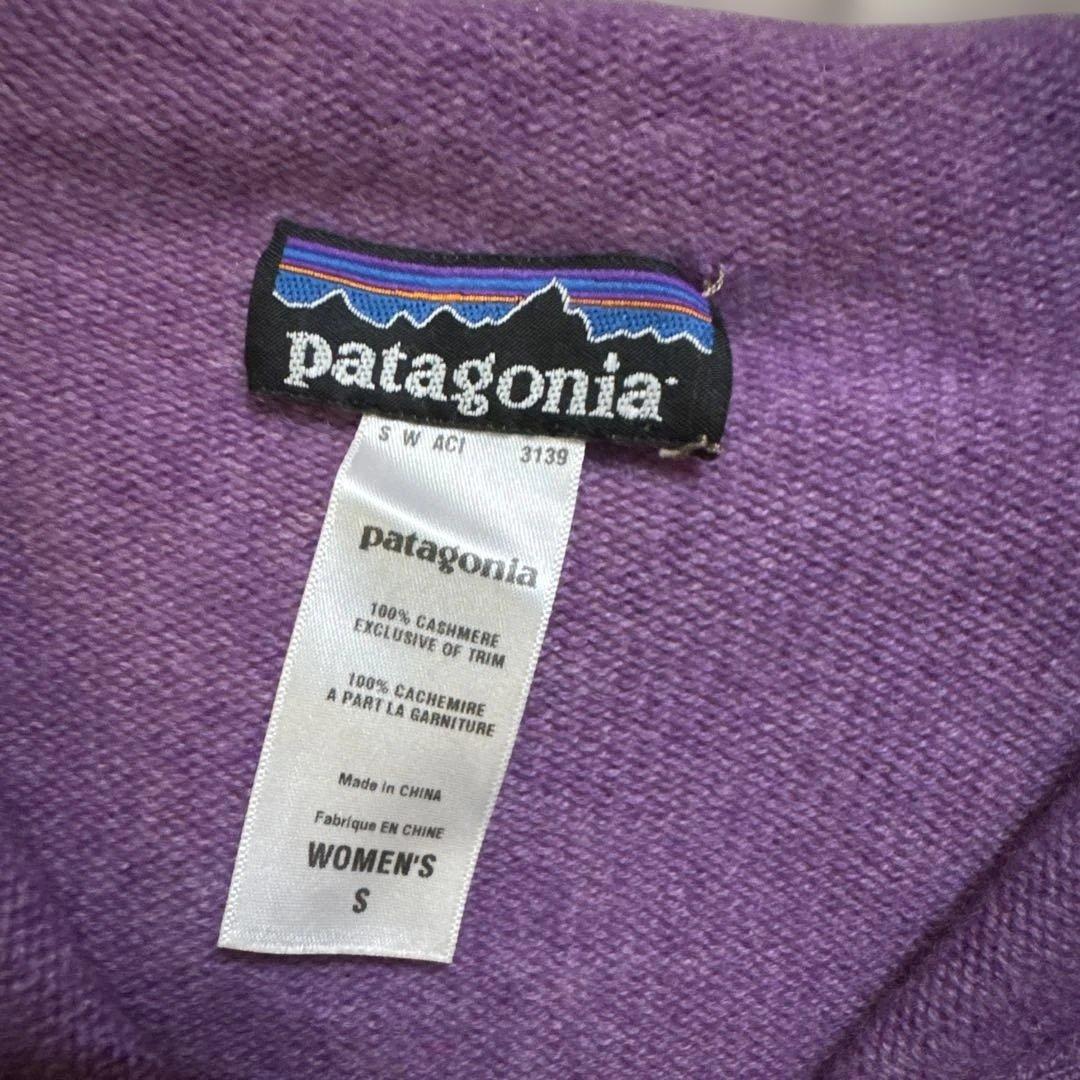 patagonia
S W ACI 3139
patagonia
100% CASHMERE
EXCLUSIVE OF TRIM
100% CACHEMIRE
A PART LA GARNITURE
Made in CHINA
Fabrique EN CHINE
WOMEN'S
S